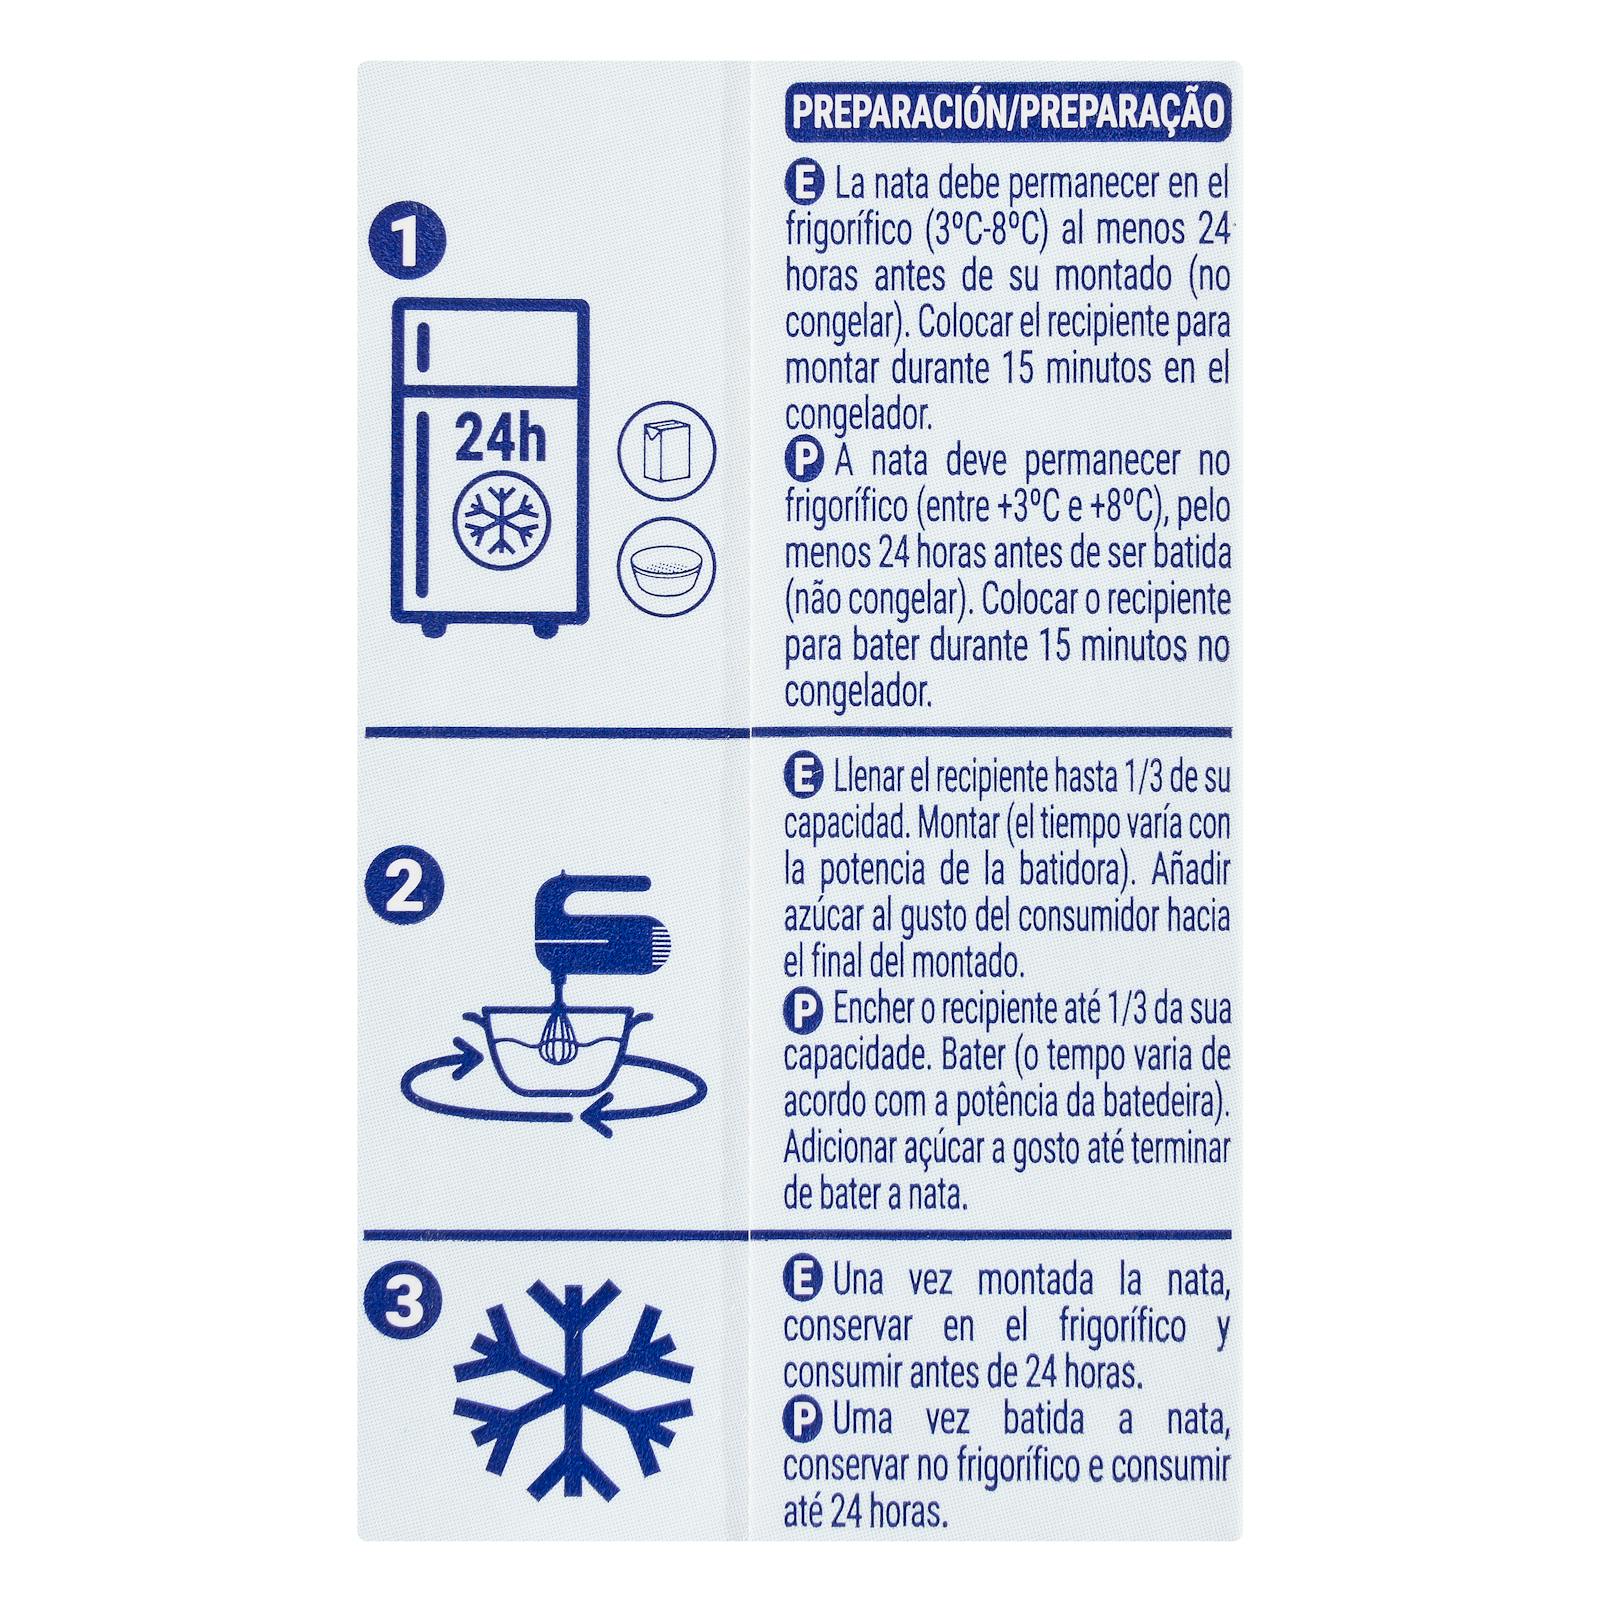 PREPARACIÓN/PREPARAÇÃO
1
24h
E La nata debe permanecer en el
frigorífico (3ºC-8ºC) al menos 24
horas antes de su montado (no
congelar). Colocar el recipiente para
montar durante 15 minutos en el
congelador.
P A nata deve permanecer no
frigorífico (entre +3ºC e +8ºC), pelo
menos 24 horas antes de ser batida
(não congelar). Colocar o recipiente
para bater durante 15 minutos no
congelador.
2
E Llenar el recipiente hasta 1/3 de su
capacidad. Montar (el tiempo varía con
la potencia de la batidora). Añadir
azúcar al gusto del consumidor hacia
el final del montado.
P Encher o recipiente até 1/3 da sua
capacidade. Bater (o tempo varia de
acordo com a potência da batedeira).
Adicionar açúcar a gosto até terminar
de bater a nata.
3
E Una vez montada la nata,
conservar en el frigorífico y
consumir antes de 24 horas.
P Uma vez batida a nata,
conservar no frigorífico e consumir
até 24 horas.